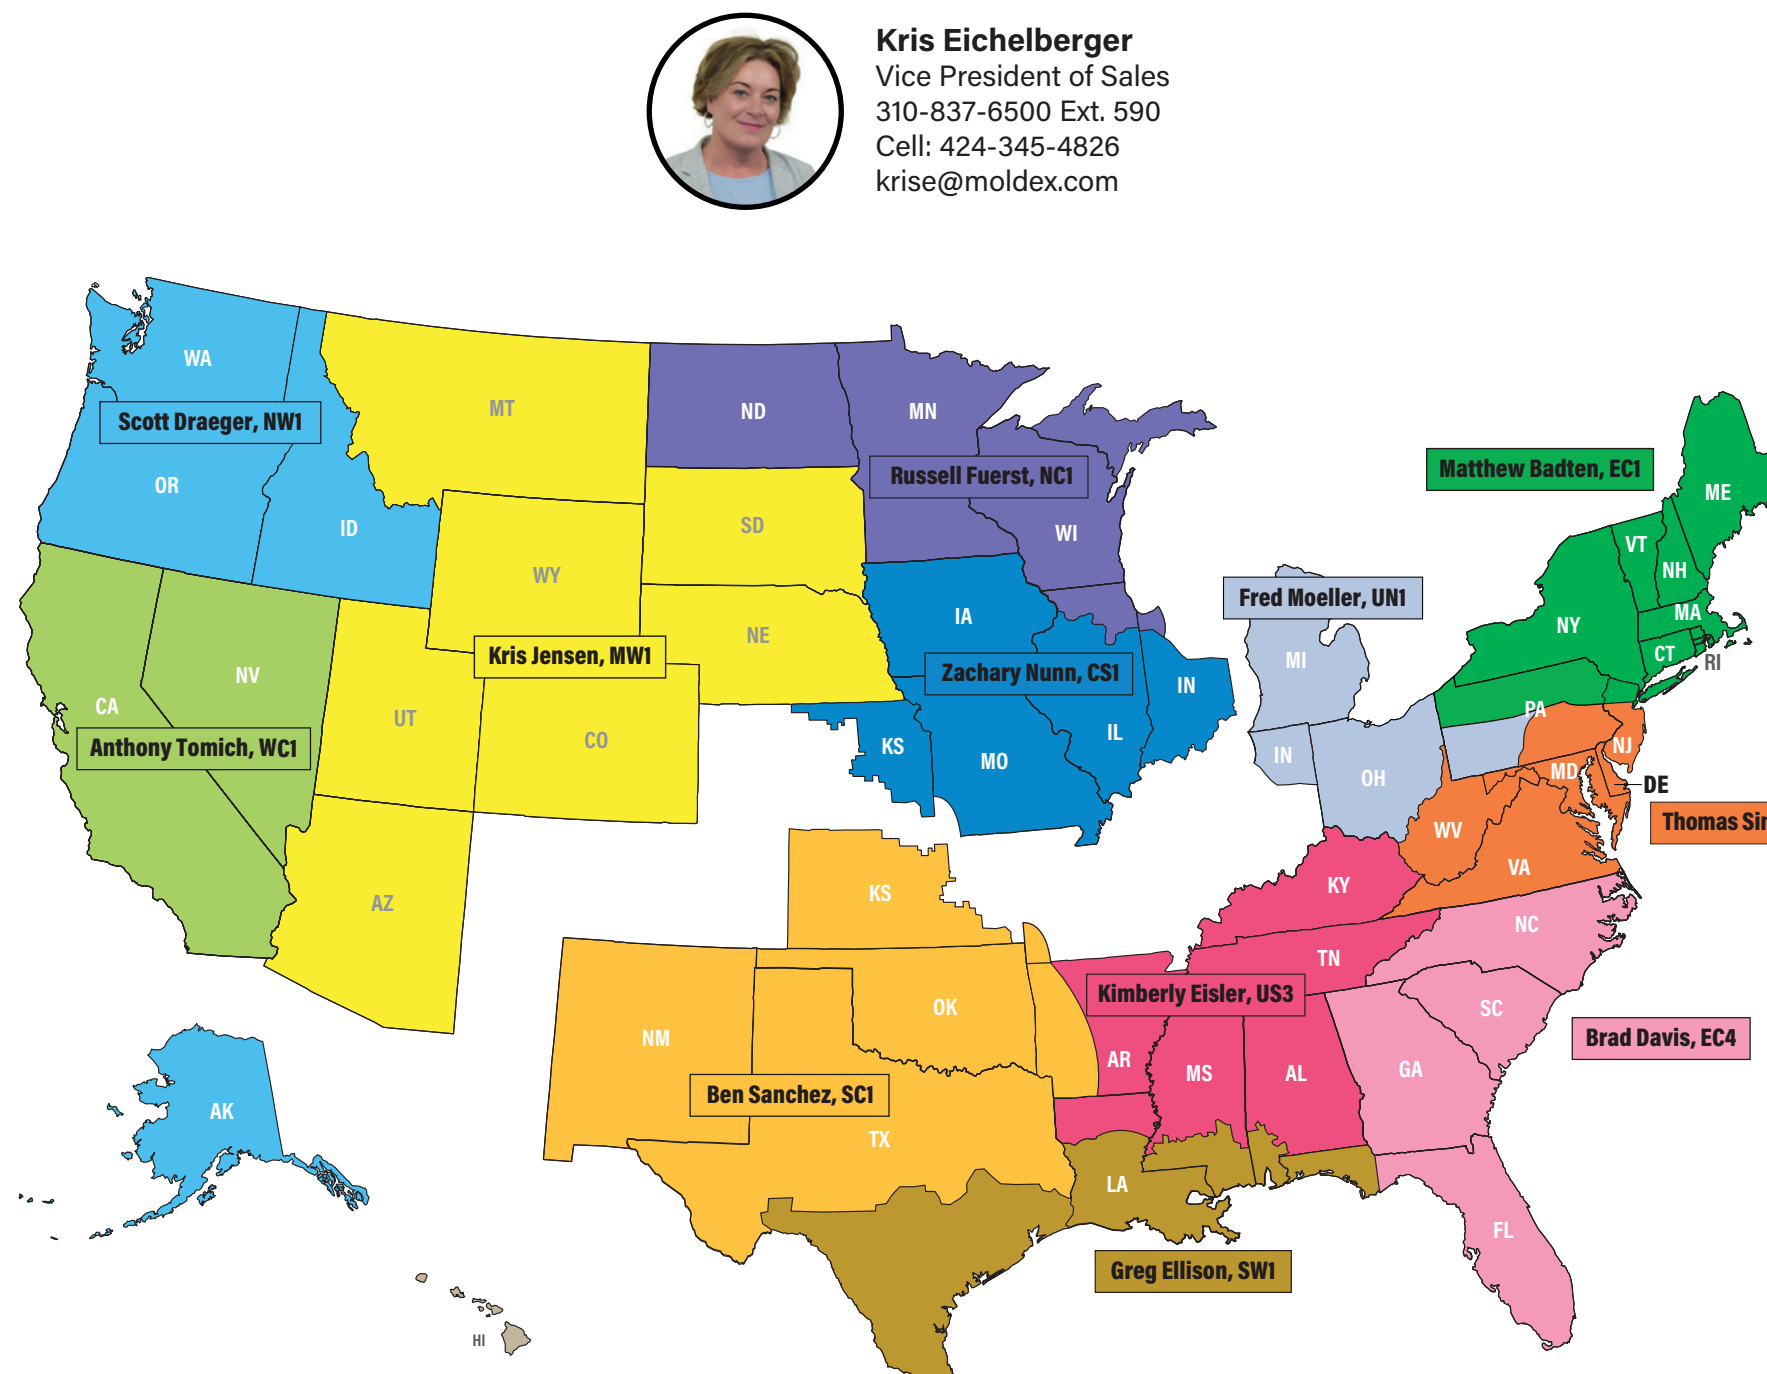 Kris Eichelberger
Vice President of Sales
310-837-6500 Ext. 590
Cell: 424-345-4826
krise@moldex.com
WA
Scott Draeger, NW1
OR
ID
MT
ND
MN
Russell Fuerst, NC1
WI
SD
WY
NE
Kris Jensen, MW1
IA
Zachary Nunn, CS1
IN
IL
KS
MO
CA
NV
Anthony Tomich, WC1
UT
CO
AZ
Matthew Badten, EC1
ME
VT
NH
MA
NY
CT
RI
PA
Fred Moeller, UN1
MI
IN
OH
NJ
MD
DE
Thomas
WV
VA
KY
TN
NC
SC
Kimberly Eisler, US3
AR
MS
AL
GA
Brad Davis, EC4
KS
OK
NM
Ben Sanchez, SC1
TX
LA
FL
Greg Ellison, SW1
AK
HI